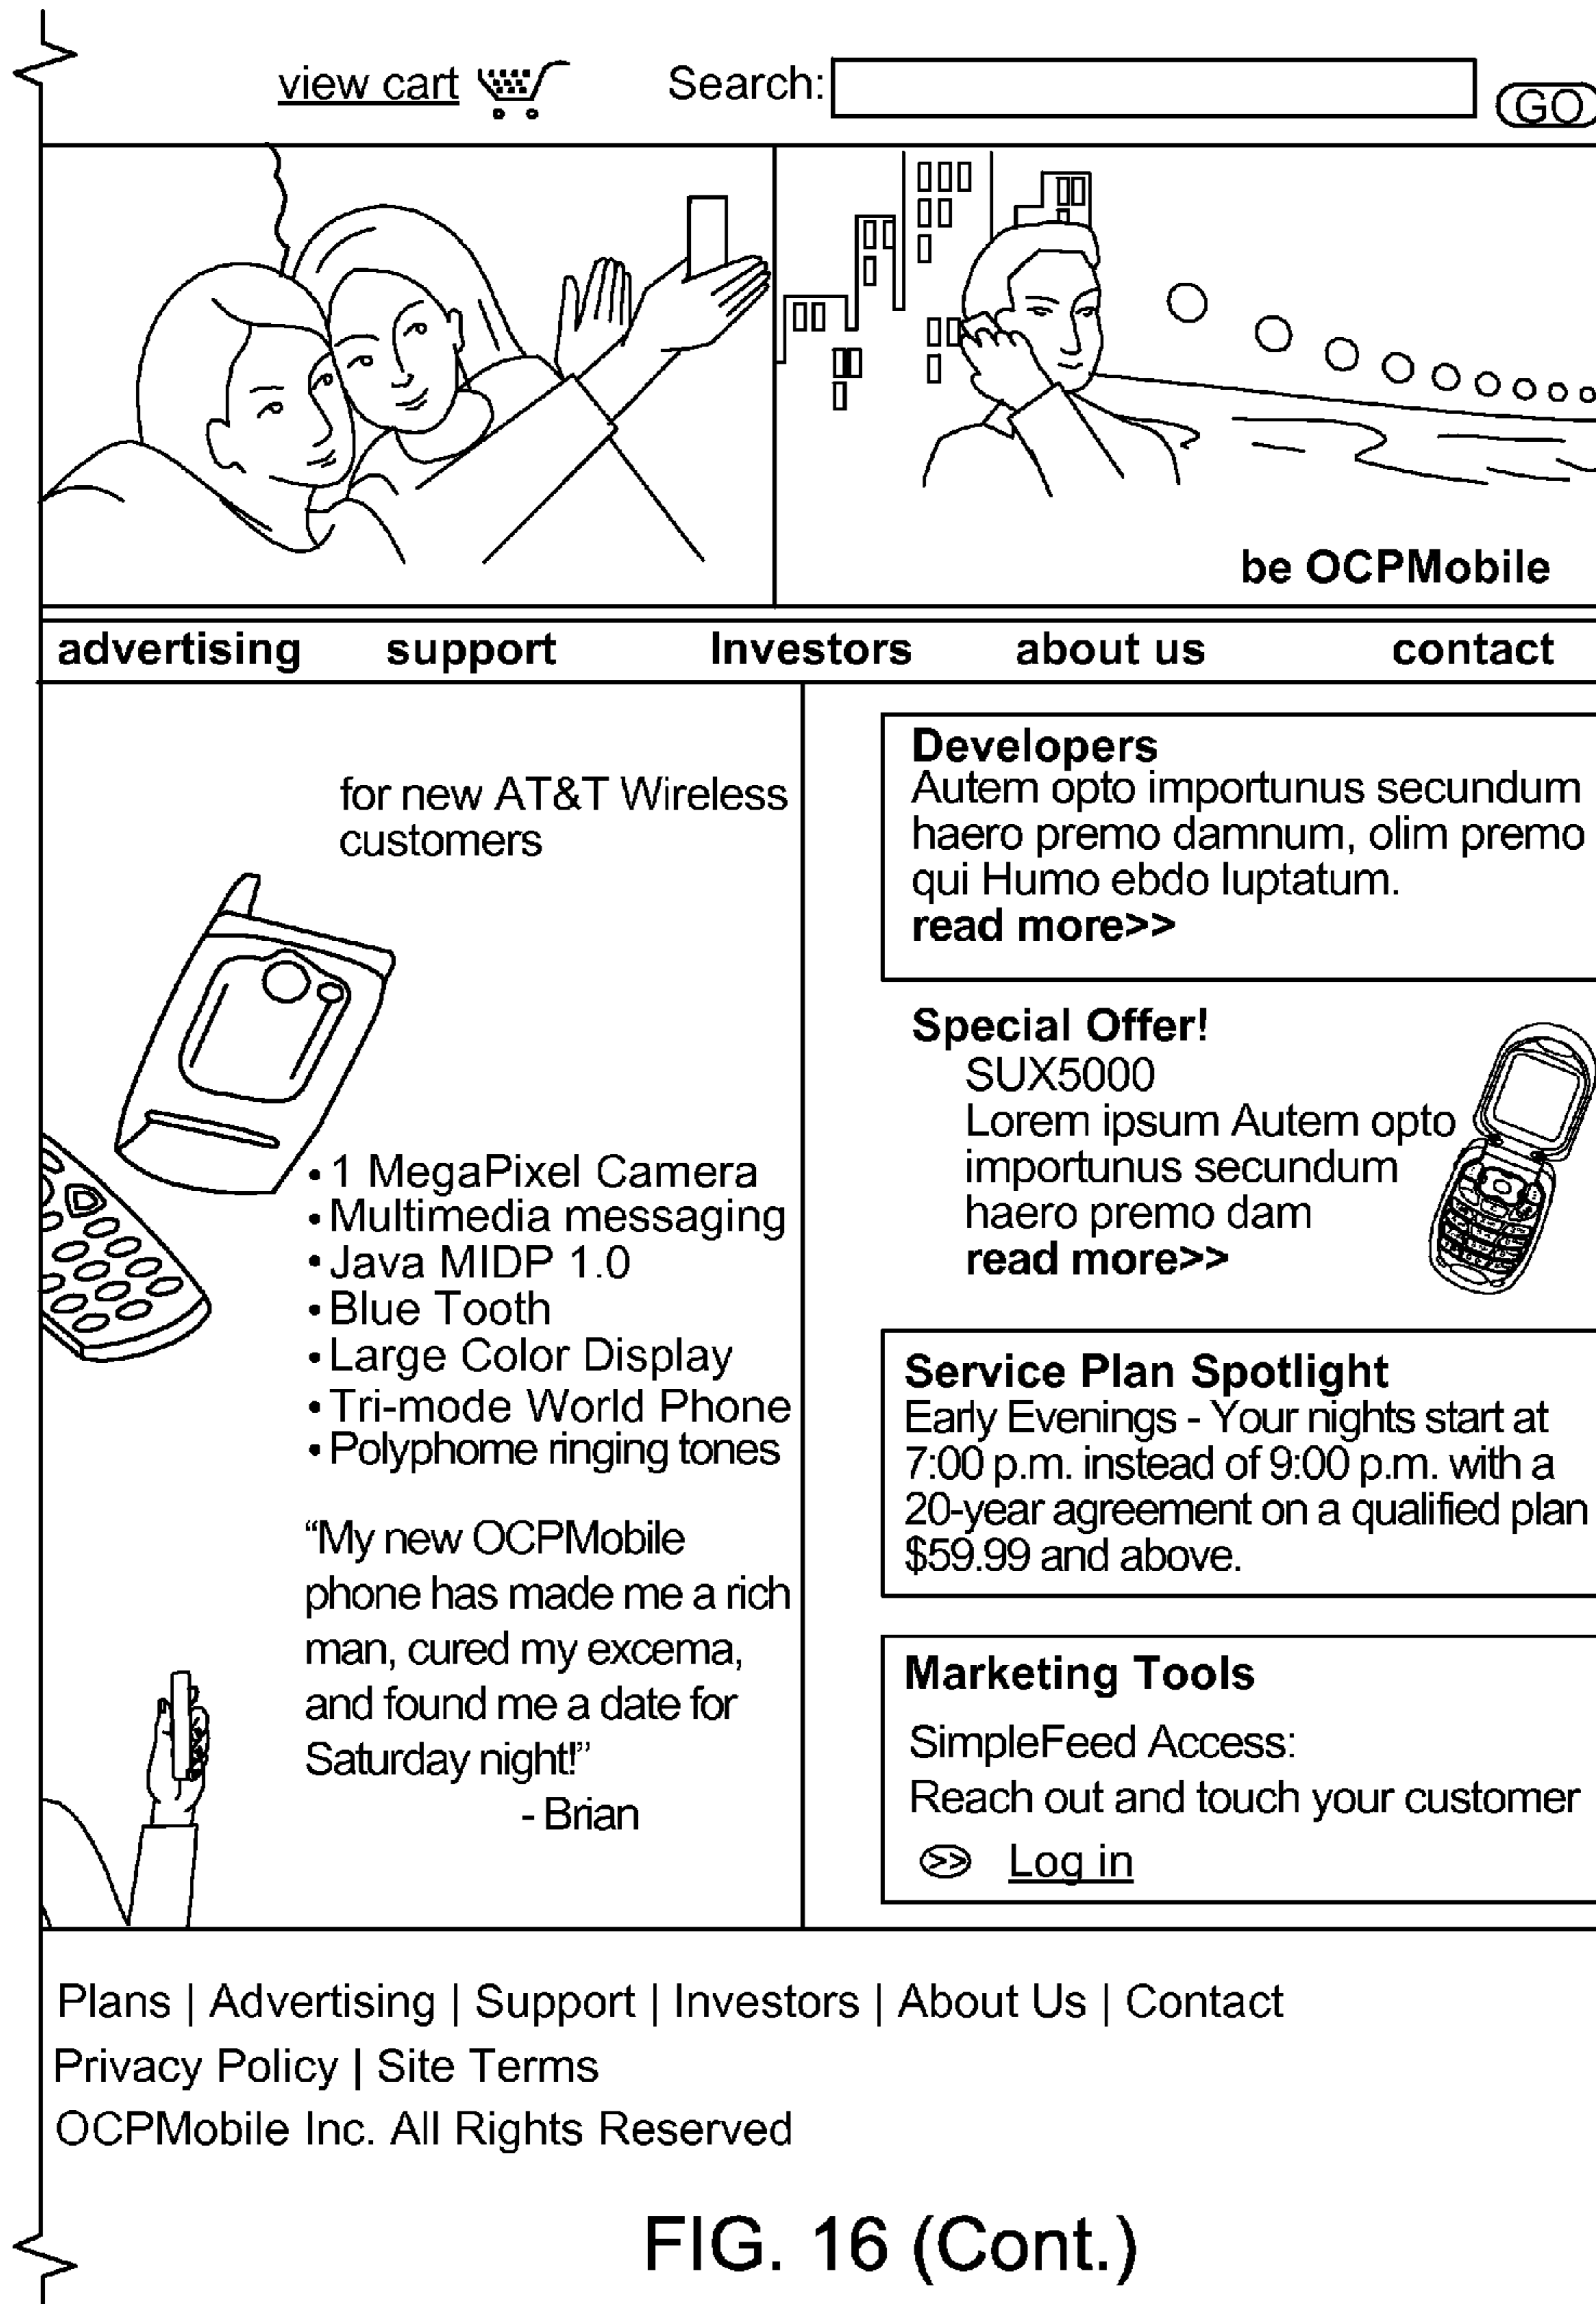 view cart Search: GO
be OCPMobile
advertising support Investors about us contact
for new AT&T Wireless
customers
• 1 MegaPixel Camera
• Multimedia messaging
• Java MIDP 1.0
• Blue Tooth
• Large Color Display
• Tri-mode World Phone
• Polyphome ringing tones
“My new OCPMobile
phone has made me a rich
man, cured my excema,
and found me a date for
Saturday night!”
- Brian
Developers
Autem opto importunus secundum
haero premo damnum, olim premo
qui Humo ebdo luptatum.
read more>>
Special Offer!
SUX5000
Lorem ipsum Autem opto
importunus secundum
haero premo dam
read more>>
Service Plan Spotlight
Early Evenings - Your nights start at
7:00 p.m. instead of 9:00 p.m. with a
20-year agreement on a qualified plan
$59.99 and above.
Marketing Tools
SimpleFeed Access:
Reach out and touch your customer
>> Log in
Plans | Advertising | Support | Investors | About Us | Contact
Privacy Policy | Site Terms
OCPMobile Inc. All Rights Reserved
FIG. 16 (Cont.)